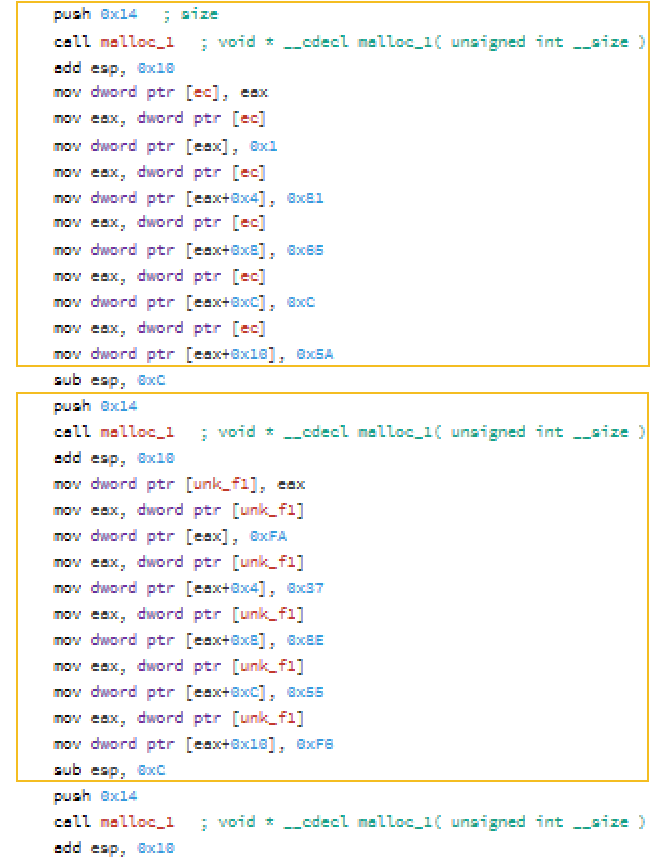 push 0x14 ; size
call malloc_1 ; void * __cdecl malloc_1( unsigned int __size )
add esp, 0x10
mov dword ptr [ec], eax
mov eax, dword ptr [ec]
mov dword ptr [eax], 0x1
mov eax, dword ptr [ec]
mov dword ptr [eax+0x4], 0x81
mov eax, dword ptr [ec]
mov dword ptr [eax+0x8], 0x65
mov eax, dword ptr [ec]
mov dword ptr [eax+0xC], 0xC
mov eax, dword ptr [ec]
mov dword ptr [eax+0x10], 0x5A
sub esp, 0xC
push 0x14
call malloc_1 ; void * __cdecl malloc_1( unsigned int __size )
add esp, 0x10
mov dword ptr [unk_f1], eax
mov eax, dword ptr [unk_f1]
mov dword ptr [eax], 0xFA
mov eax, dword ptr [unk_f1]
mov dword ptr [eax+0x4], 0x37
mov eax, dword ptr [unk_f1]
mov dword ptr [eax+0x8], 0x8E
mov eax, dword ptr [unk_f1]
mov dword ptr [eax+0xC], 0x55
mov eax, dword ptr [unk_f1]
mov dword ptr [eax+0x10], 0xF0
sub esp, 0xC
push 0x14
call malloc_1 ; void * __cdecl malloc_1( unsigned int __size )
add esp, 0x10